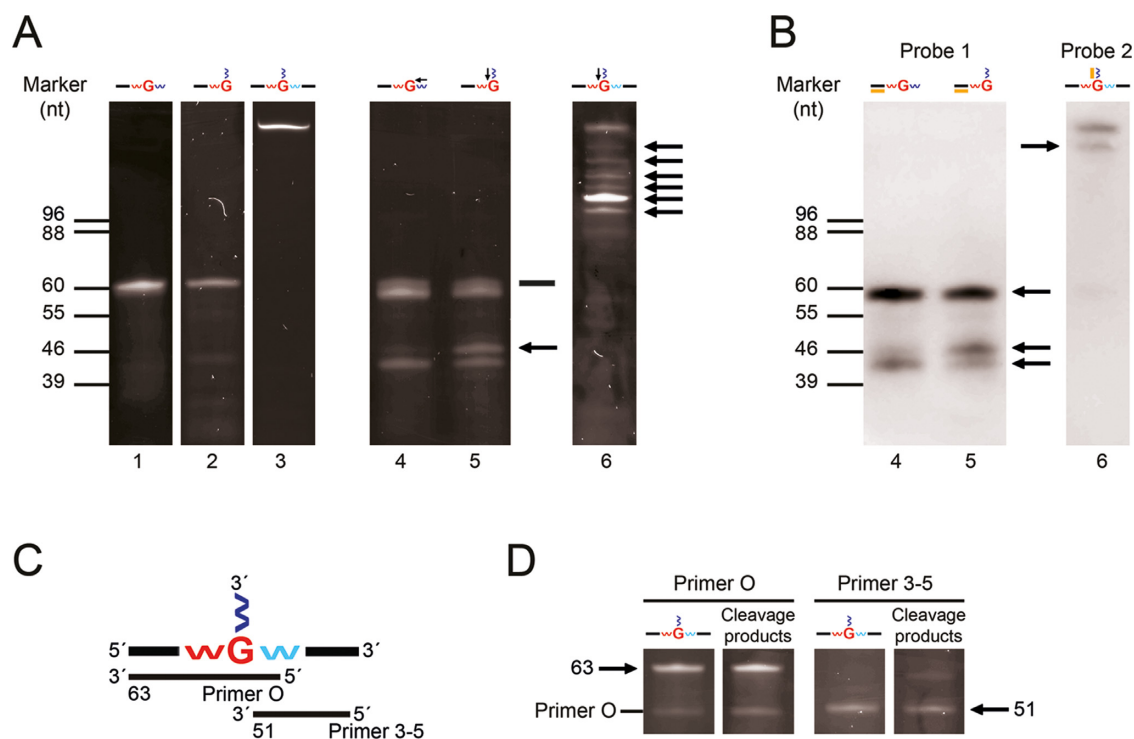 A
Marker
(nt)
G
G
G
G
G
G
96
88
60
55
46
39
1
2
3
4
5
6
B
Probe 1
Probe 2
Marker
(nt)
G
G
G
96
88
60
55
46
39
4
5
6
C
3´
5´
G
3´
3´
5´
63
Primer O
3´
5´
51
Primer 3-5
D
Primer O
Primer 3-5
G
Cleavage
products
G
Cleavage
products
63
Primer O
51